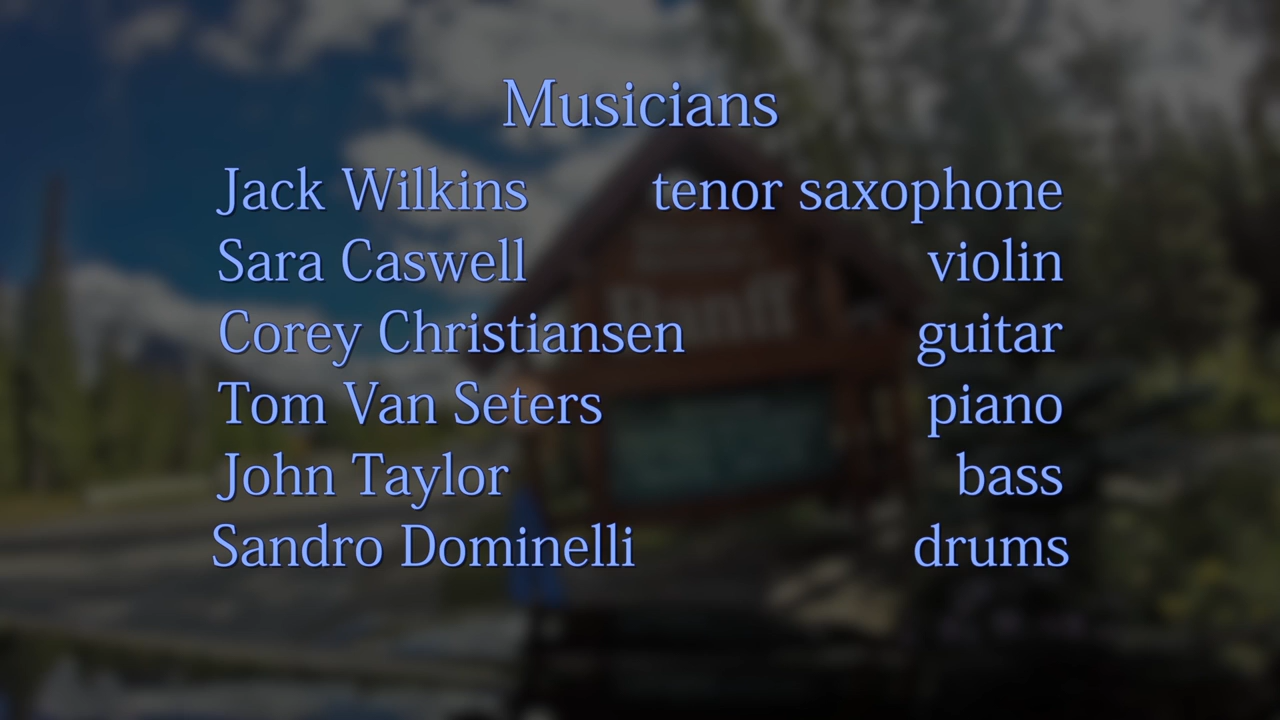 Musicians
Jack Wilkins tenor saxophone
Sara Caswell violin
Corey Christiansen guitar
Tom Van Seters piano
John Taylor bass
Sandro Dominelli drums
Banff